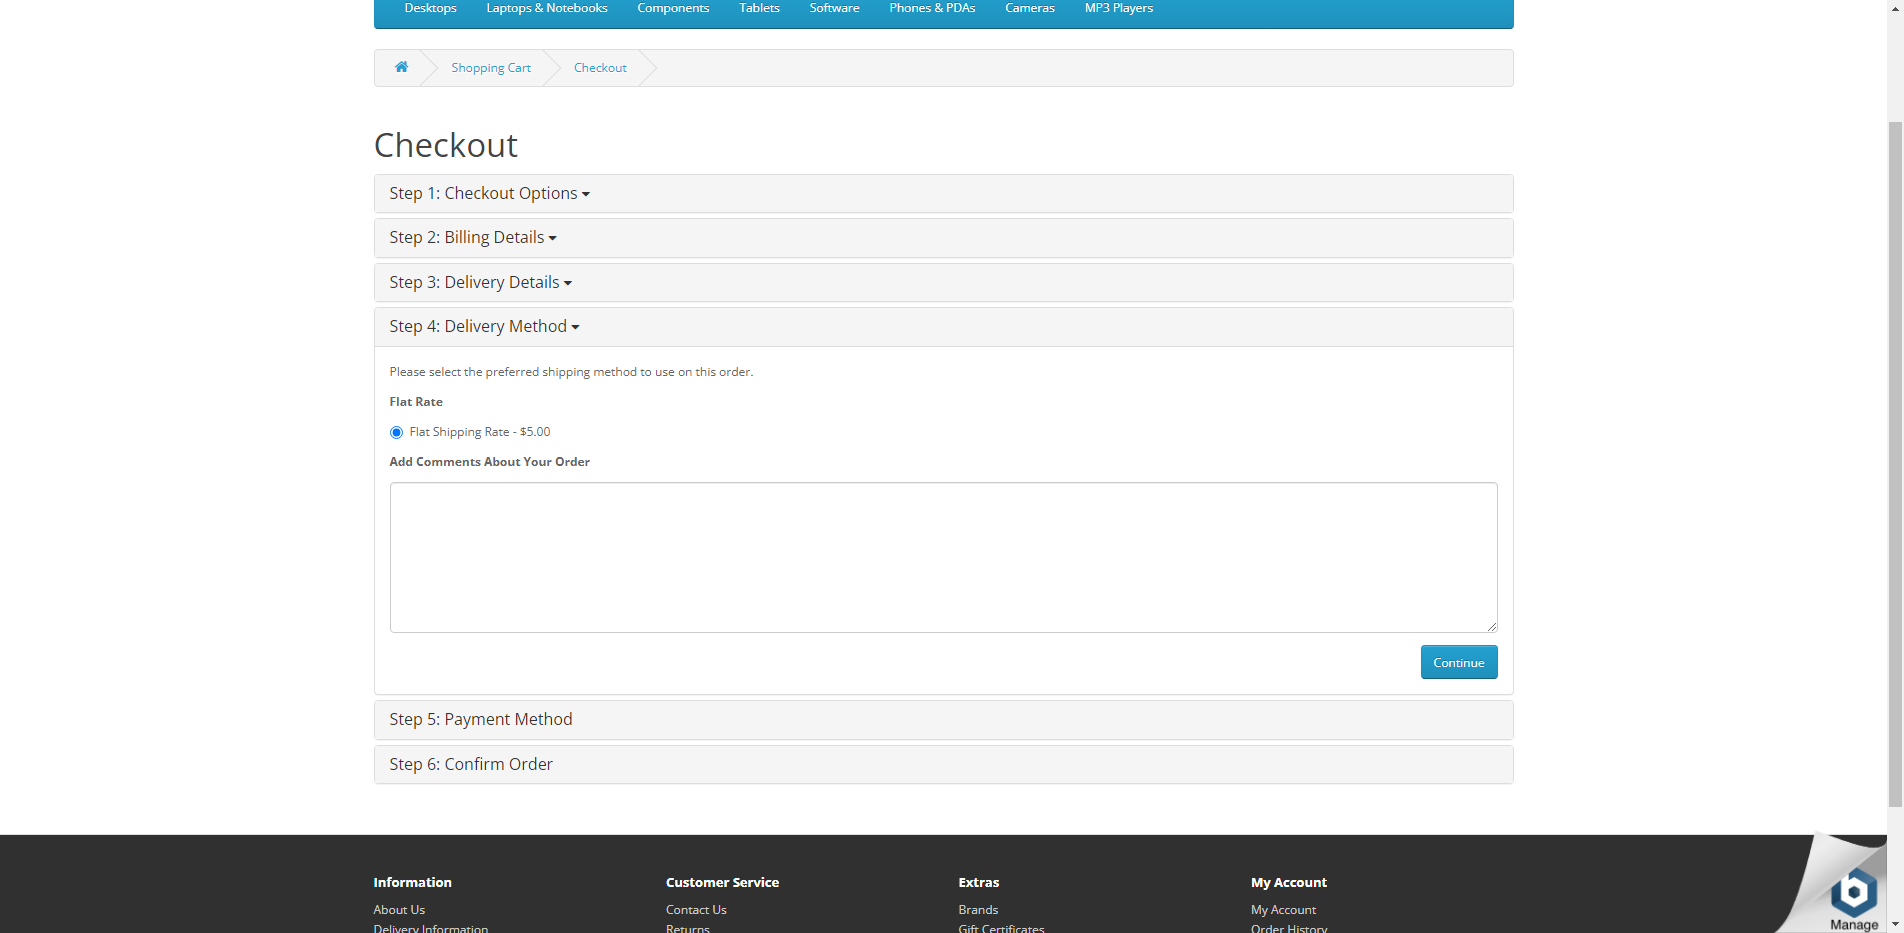 Desktops Laptops & Notebooks Components Tablets Software Phones & PDAs Cameras MP3 Players
Shopping Cart Checkout
Checkout
Step 1: Checkout Options
Step 2: Billing Details
Step 3: Delivery Details
Step 4: Delivery Method
Please select the preferred shipping method to use on this order.
Flat Rate
Flat Shipping Rate - $5.00
Add Comments About Your Order
Continue
Step 5: Payment Method
Step 6: Confirm Order
Information Customer Service Extras My Account
About Us Contact Us Brands My Account
Delivery Information Returns Gift Certificates Order History
Manage